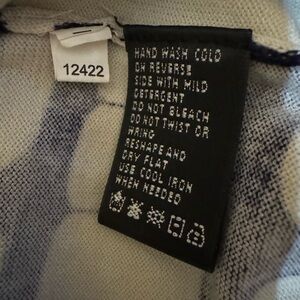 12422
HAND WASH COLD
ON REVERSE
SIDE WITH MILD
DETERGENT
DO NOT BLEACH
DO NOT TWIST OR
WRING
RESHAPE AND
DRY FLAT
USE COOL IRON
WHEN NEEDED